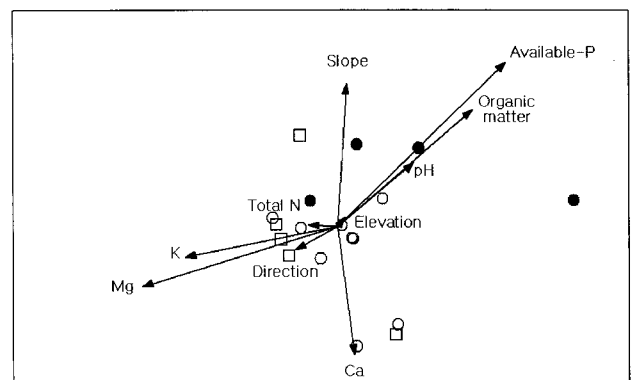 Available-P
Slope
Organic
matter
pH
Total N
Elevation
K
Direction
Mg
Ca